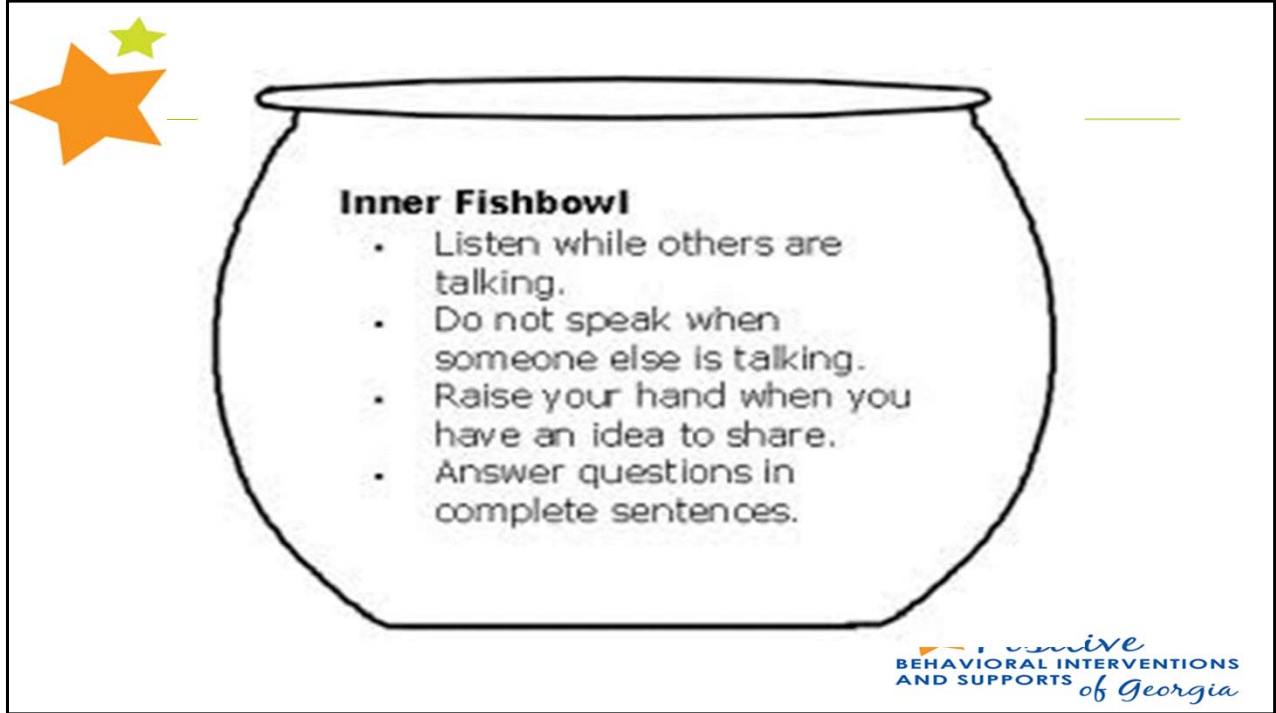 Inner Fishbowl
• Listen while others are
talking.
• Do not speak when
someone else is talking.
• Raise your hand when you
have an idea to share.
• Answer questions in
complete sentences.
Positive
BEHAVIORAL INTERVENTIONS
AND SUPPORTS of Georgia